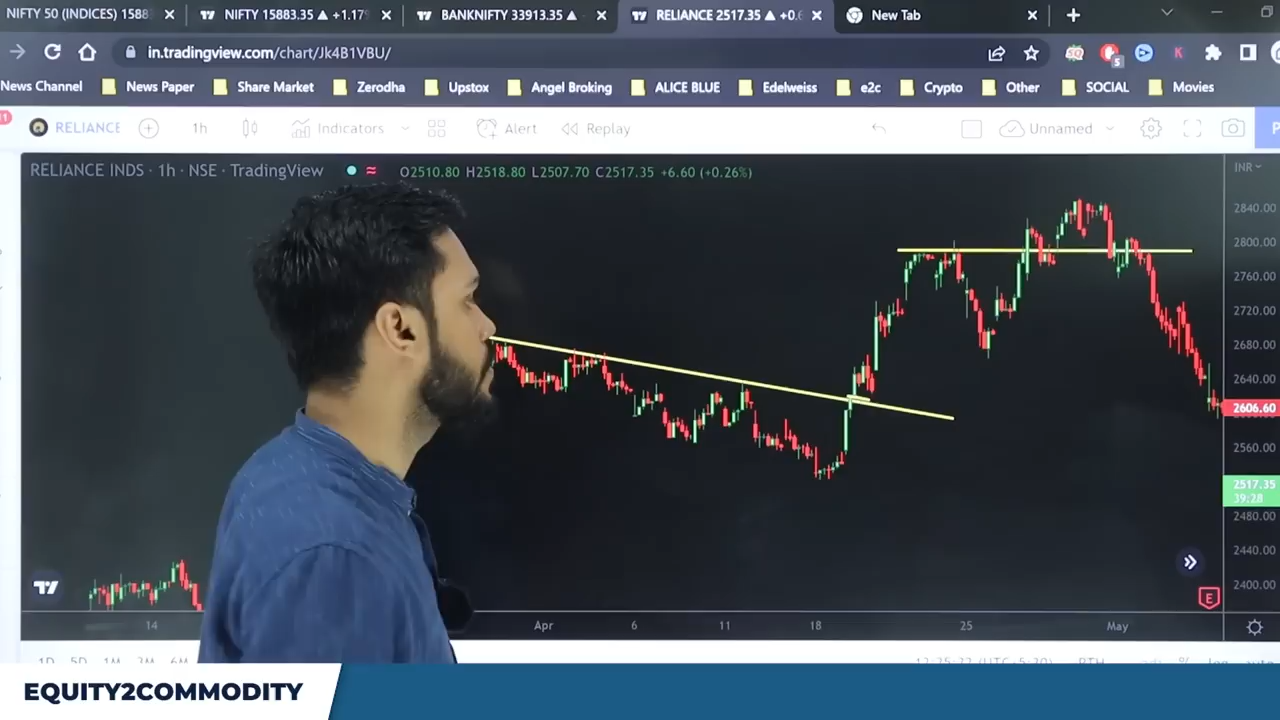 NIFTY 50 (INDICES) 1588 NIFTY 15883.35 ▲ +1.17% BANKNIFTY 33913.35 ▲ RELIANCE 2517.35 ▲ +0.6 New Tab
in.tradingview.com/chart/Jk4B1VBU/
News Channel News Paper Share Market Zerodha Upstox Angel Broking ALICE BLUE Edelweiss e2c Crypto Other SOCIAL Movies
RELIANCE 1h Indicators Alert Replay Unnamed
RELIANCE INDS · 1h · NSE · TradingView O2510.80 H2518.80 L2507.70 C2517.35 +6.60 (+0.26%) INR
2840.00
2800.00
2760.00
2720.00
2680.00
2640.00
2606.60
2560.00
2517.35
39:28
2480.00
2440.00
2400.00
E
14 Apr 6 11 18 25 May
1D 5D 1M 3M 6M
EQUITY2COMMODITY